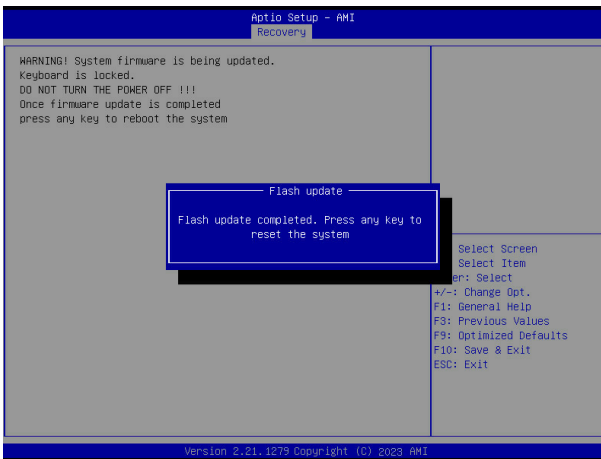 Aptio Setup - AMI
Recovery
WARNING! System firmware is being updated.
Keyboard is locked.
DO NOT TURN THE POWER OFF !!!
Once firmware update is completed
press any key to reboot the system
Flash update
Flash update completed. Press any key to
reset the system
Select Screen
Select Item
er: Select
+/-: Change Opt.
F1: General Help
F3: Previous Values
F9: Optimized Defaults
F10: Save & Exit
ESC: Exit
Version 2.21.1279 Copyright (C) 2023 AMI